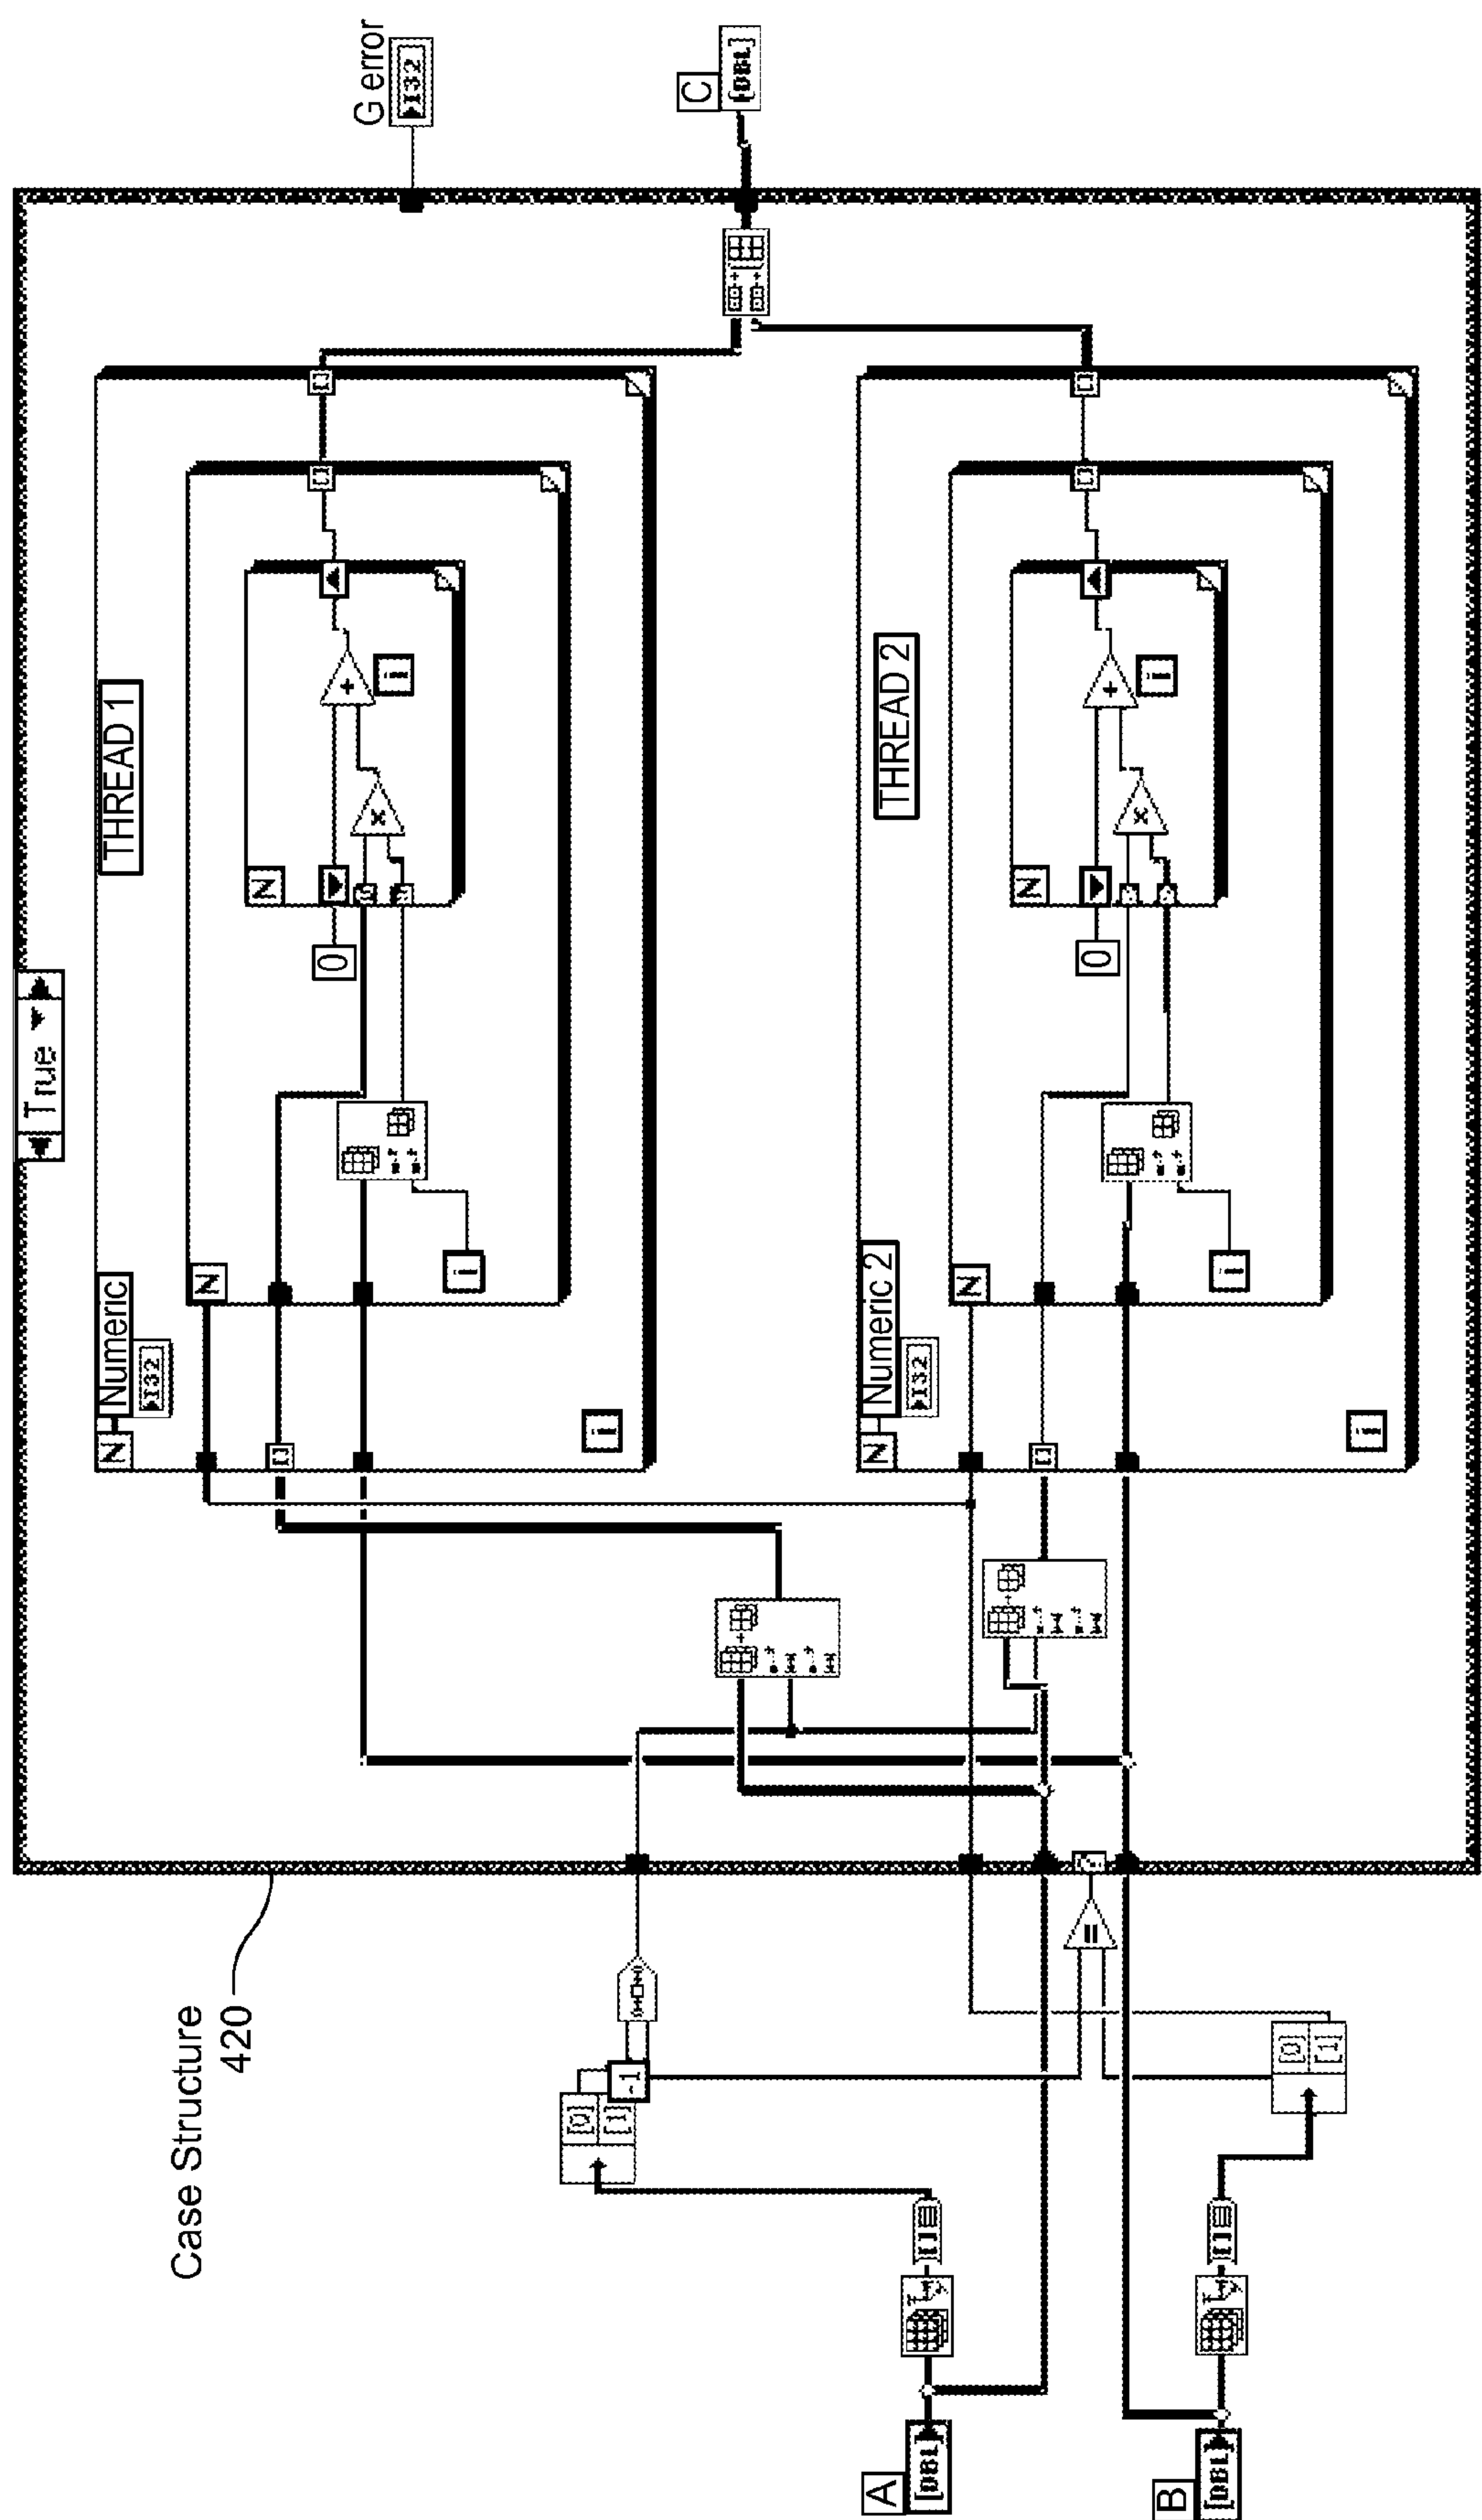 Case Structure
420
True
G error
I32
C
[DBL]
THREAD 1
Numeric
I32
N
N
N
0
i
i
i
x
+
THREAD 2
Numeric 2
I32
N
N
N
0
i
i
i
x
+
[0]
[1]
-1
=
[0]
[1]
A
[DBL]
B
[DBL]